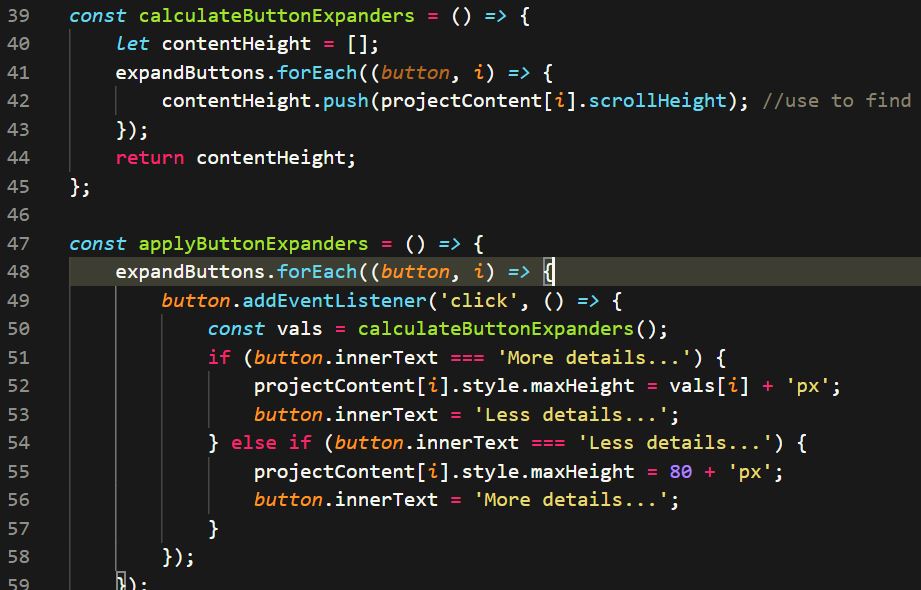 39 const calculateButtonExpanders = () => {
40 let contentHeight = [];
41 expandButtons.forEach((button, i) => {
42 contentHeight.push(projectContent[i].scrollHeight); //use to find
43 });
44 return contentHeight;
45 };
46
47 const applyButtonExpanders = () => {
48 expandButtons.forEach((button, i) => {
49 button.addEventListener('click', () => {
50 const vals = calculateButtonExpanders();
51 if (button.innerText === 'More details...') {
52 projectContent[i].style.maxHeight = vals[i] + 'px';
53 button.innerText = 'Less details...';
54 } else if (button.innerText === 'Less details...') {
55 projectContent[i].style.maxHeight = 80 + 'px';
56 button.innerText = 'More details...';
57 }
58 });
59 });